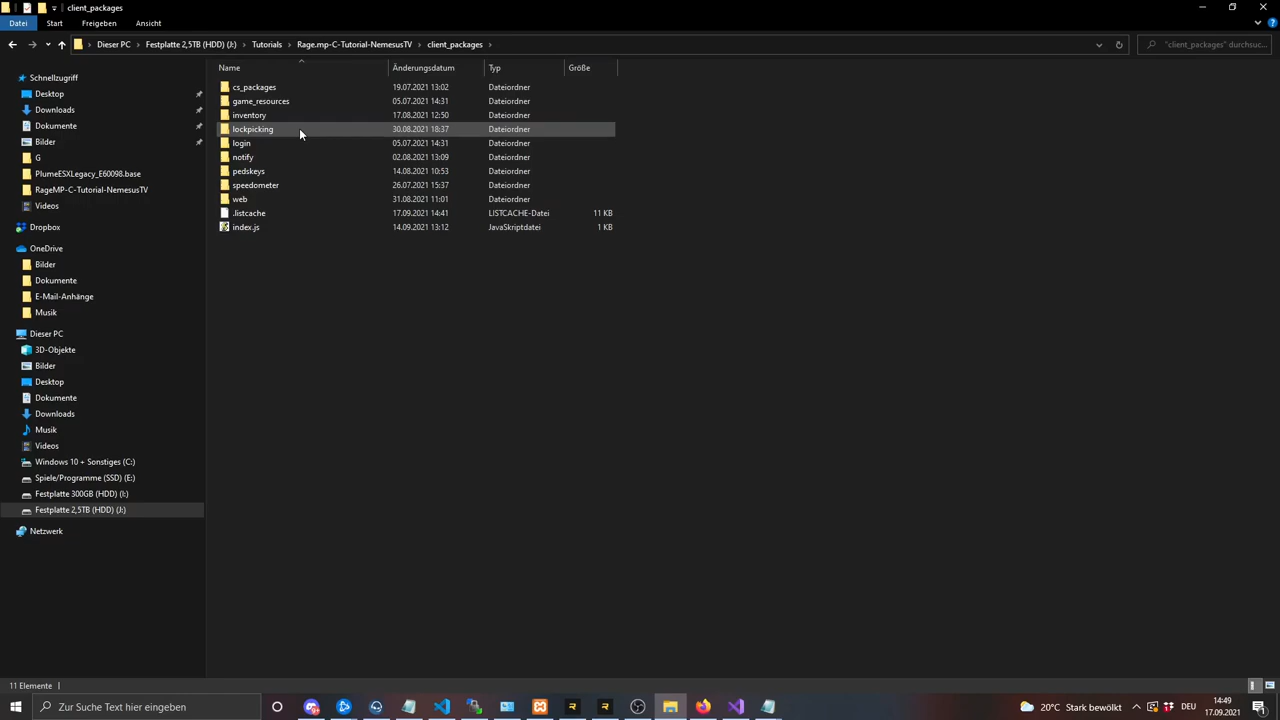 client_packages
Datei Start Freigeben Ansicht
Dieser PC Festplatte 2,5TB (HDD) (J:) Tutorials Rage.mp-C-Tutorial-NemesusTV client_packages
"client_packages" durchsuc...
Name Änderungsdatum Typ Größe
cs_packages 19.07.2021 13:02 Dateiordner
game_resources 05.07.2021 14:31 Dateiordner
inventory 17.08.2021 12:50 Dateiordner
lockpicking 30.08.2021 18:37 Dateiordner
login 05.07.2021 14:31 Dateiordner
notify 02.08.2021 13:09 Dateiordner
pedskeys 14.08.2021 10:53 Dateiordner
speedometer 26.07.2021 15:37 Dateiordner
web 31.08.2021 11:01 Dateiordner
.listcache 17.09.2021 14:41 LISTCACHE-Datei 11 KB
index.js 14.09.2021 13:12 JavaSkriptdatei 1 KB
Schnellzugriff
Desktop
Downloads
Dokumente
Bilder
G
PlumeESXLegacy_E60098.base
RageMP-C-Tutorial-NemesusTV
Videos
Dropbox
OneDrive
Bilder
Dokumente
E-Mail-Anhänge
Musik
Dieser PC
3D-Objekte
Bilder
Desktop
Dokumente
Downloads
Musik
Videos
Windows 10 + Sonstiges (C:)
Spiele/Programme (SSD) (E:)
Festplatte 300GB (HDD) (I:)
Festplatte 2,5TB (HDD) (J:)
Netzwerk
11 Elemente
Zur Suche Text hier eingeben
20°C Stark bewölkt
DEU
14:49
17.09.2021